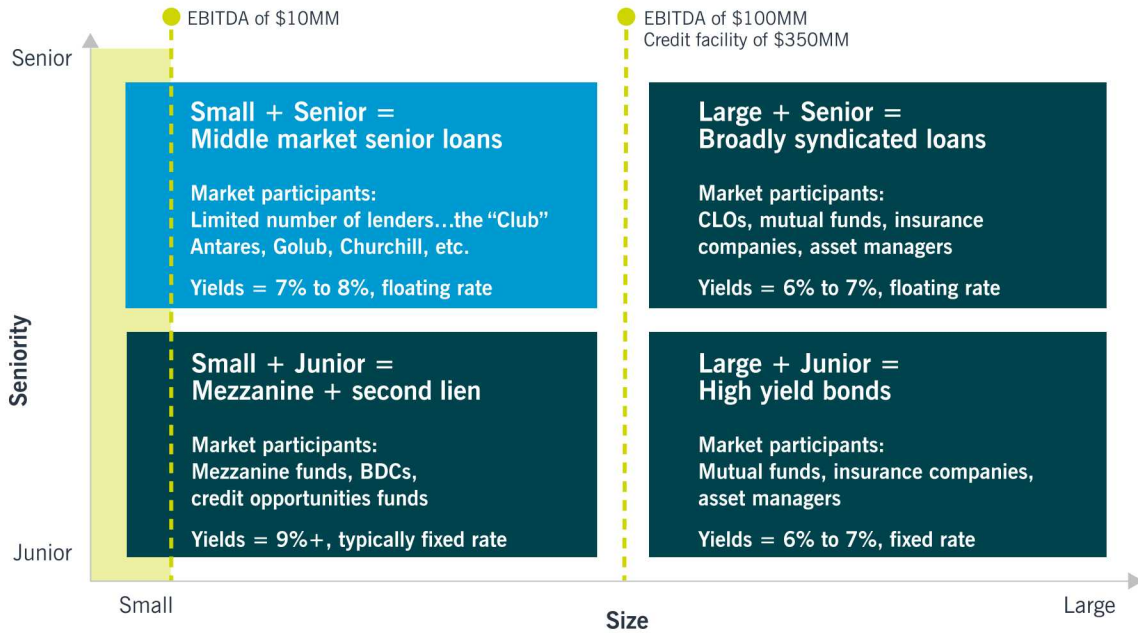 EBITDA of $10MM
EBITDA of $100MM
Credit facility of $350MM
Senior
Small + Senior =
Middle market senior loans
Market participants:
Limited number of lenders…the “Club”
Antares, Golub, Churchill, etc.
Yields = 7% to 8%, floating rate
Large + Senior =
Broadly syndicated loans
Market participants:
CLOs, mutual funds, insurance
companies, asset managers
Yields = 6% to 7%, floating rate
Seniority
Small + Junior =
Mezzanine + second lien
Market participants:
Mezzanine funds, BDCs,
credit opportunities funds
Yields = 9%+, typically fixed rate
Large + Junior =
High yield bonds
Market participants:
Mutual funds, insurance companies,
asset managers
Yields = 6% to 7%, fixed rate
Junior
Small
Size
Large